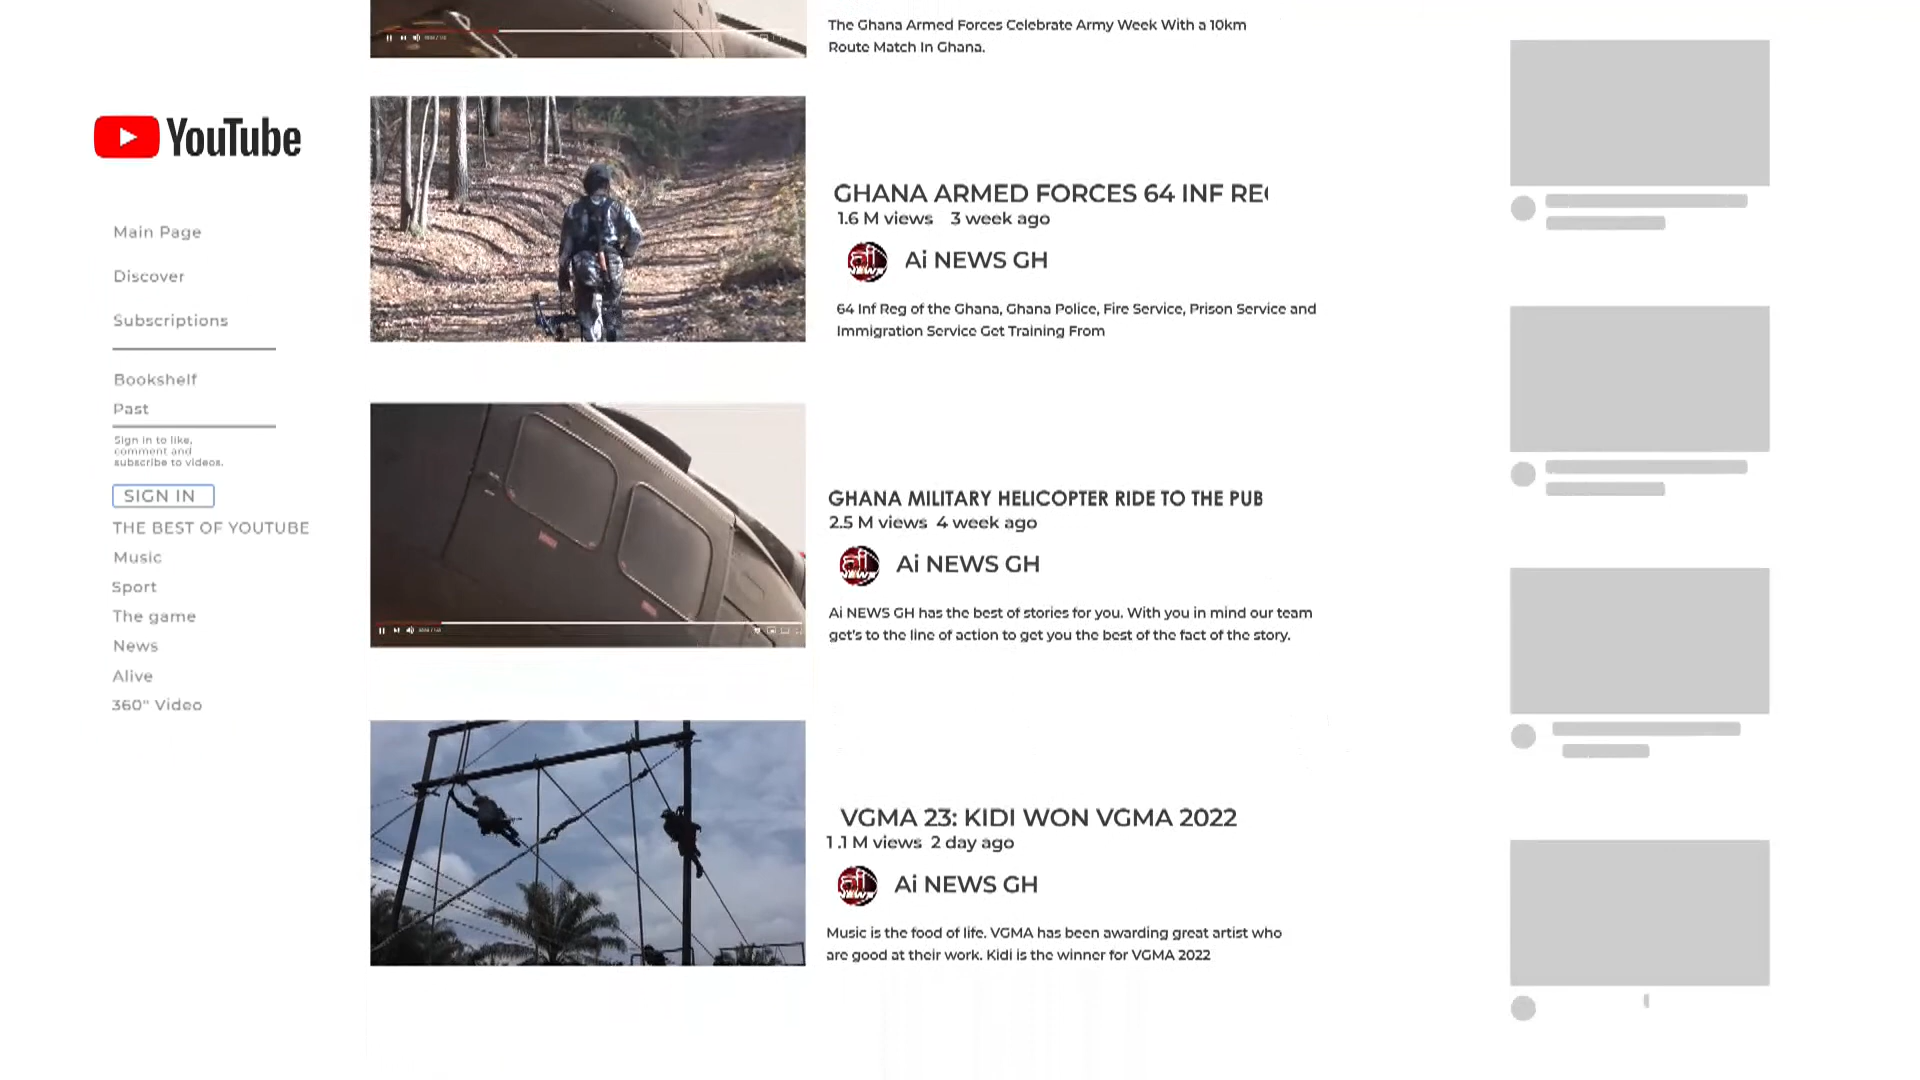 The Ghana Armed Forces Celebrate Army Week With a 10km
Route Match In Ghana.
YouTube
Main Page
Discover
Subscriptions
Bookshelf
Past
Sign in to like,
comment and
subscribe to videos.
SIGN IN
THE BEST OF YOUTUBE
Music
Sport
The game
News
Alive
360" Video
GHANA ARMED FORCES 64 INF
1.6 M views 3 week ago
ai NEWS
Ai NEWS GH
64 Inf Reg of the Ghana, Ghana Police, Fire Service, Prison Service and
Immigration Service Get Training From
GHANA MILITARY HELICOPTER RIDE TO THE PUB
2.5 M views 4 week ago
ai NEWS
Ai NEWS GH
Ai NEWS GH has the best of stories for you. With you in mind our team
get's to the line of action to get you the best of the fact of the story.
VGMA 23: KIDI WON VGMA 2022
1 .1 M views 2 day ago
ai NEWS
Ai NEWS GH
Music is the food of life. VGMA has been awarding great artist who
are good at their work. Kidi is the winner for VGMA 2022